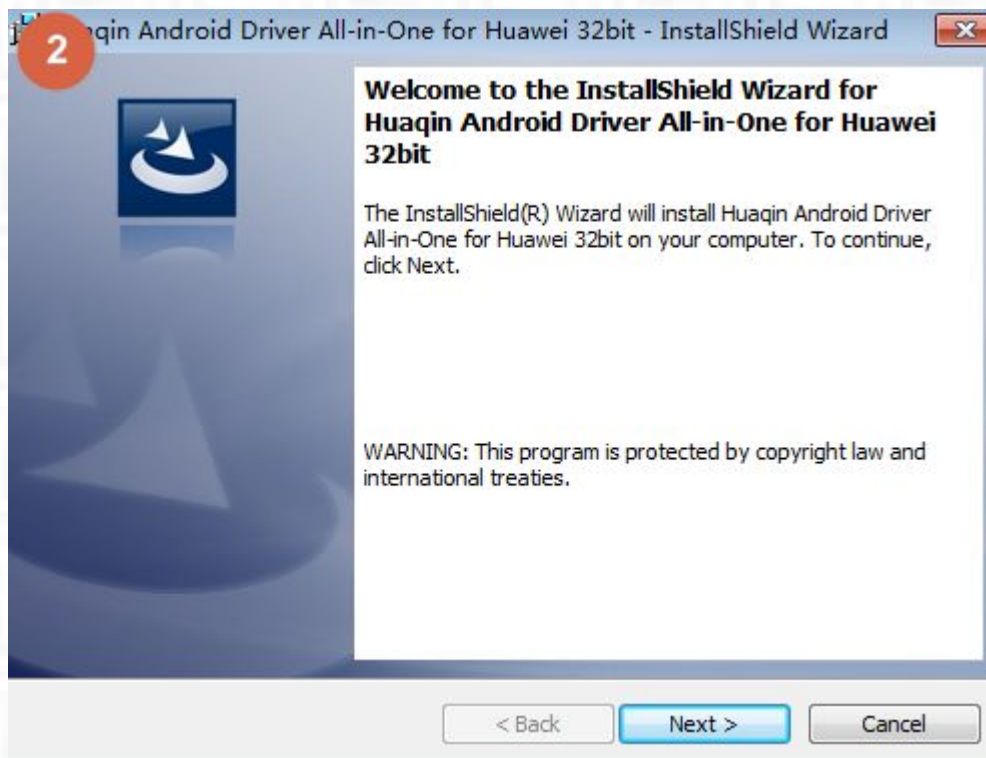 2
qin Android Driver All-in-One for Huawei 32bit - InstallShield Wizard
Welcome to the InstallShield Wizard for
Huaqin Android Driver All-in-One for Huawei
32bit
The InstallShield(R) Wizard will install Huaqin Android Driver
All-in-One for Huawei 32bit on your computer. To continue,
click Next.
WARNING: This program is protected by copyright law and
international treaties.
< Back
Next >
Cancel